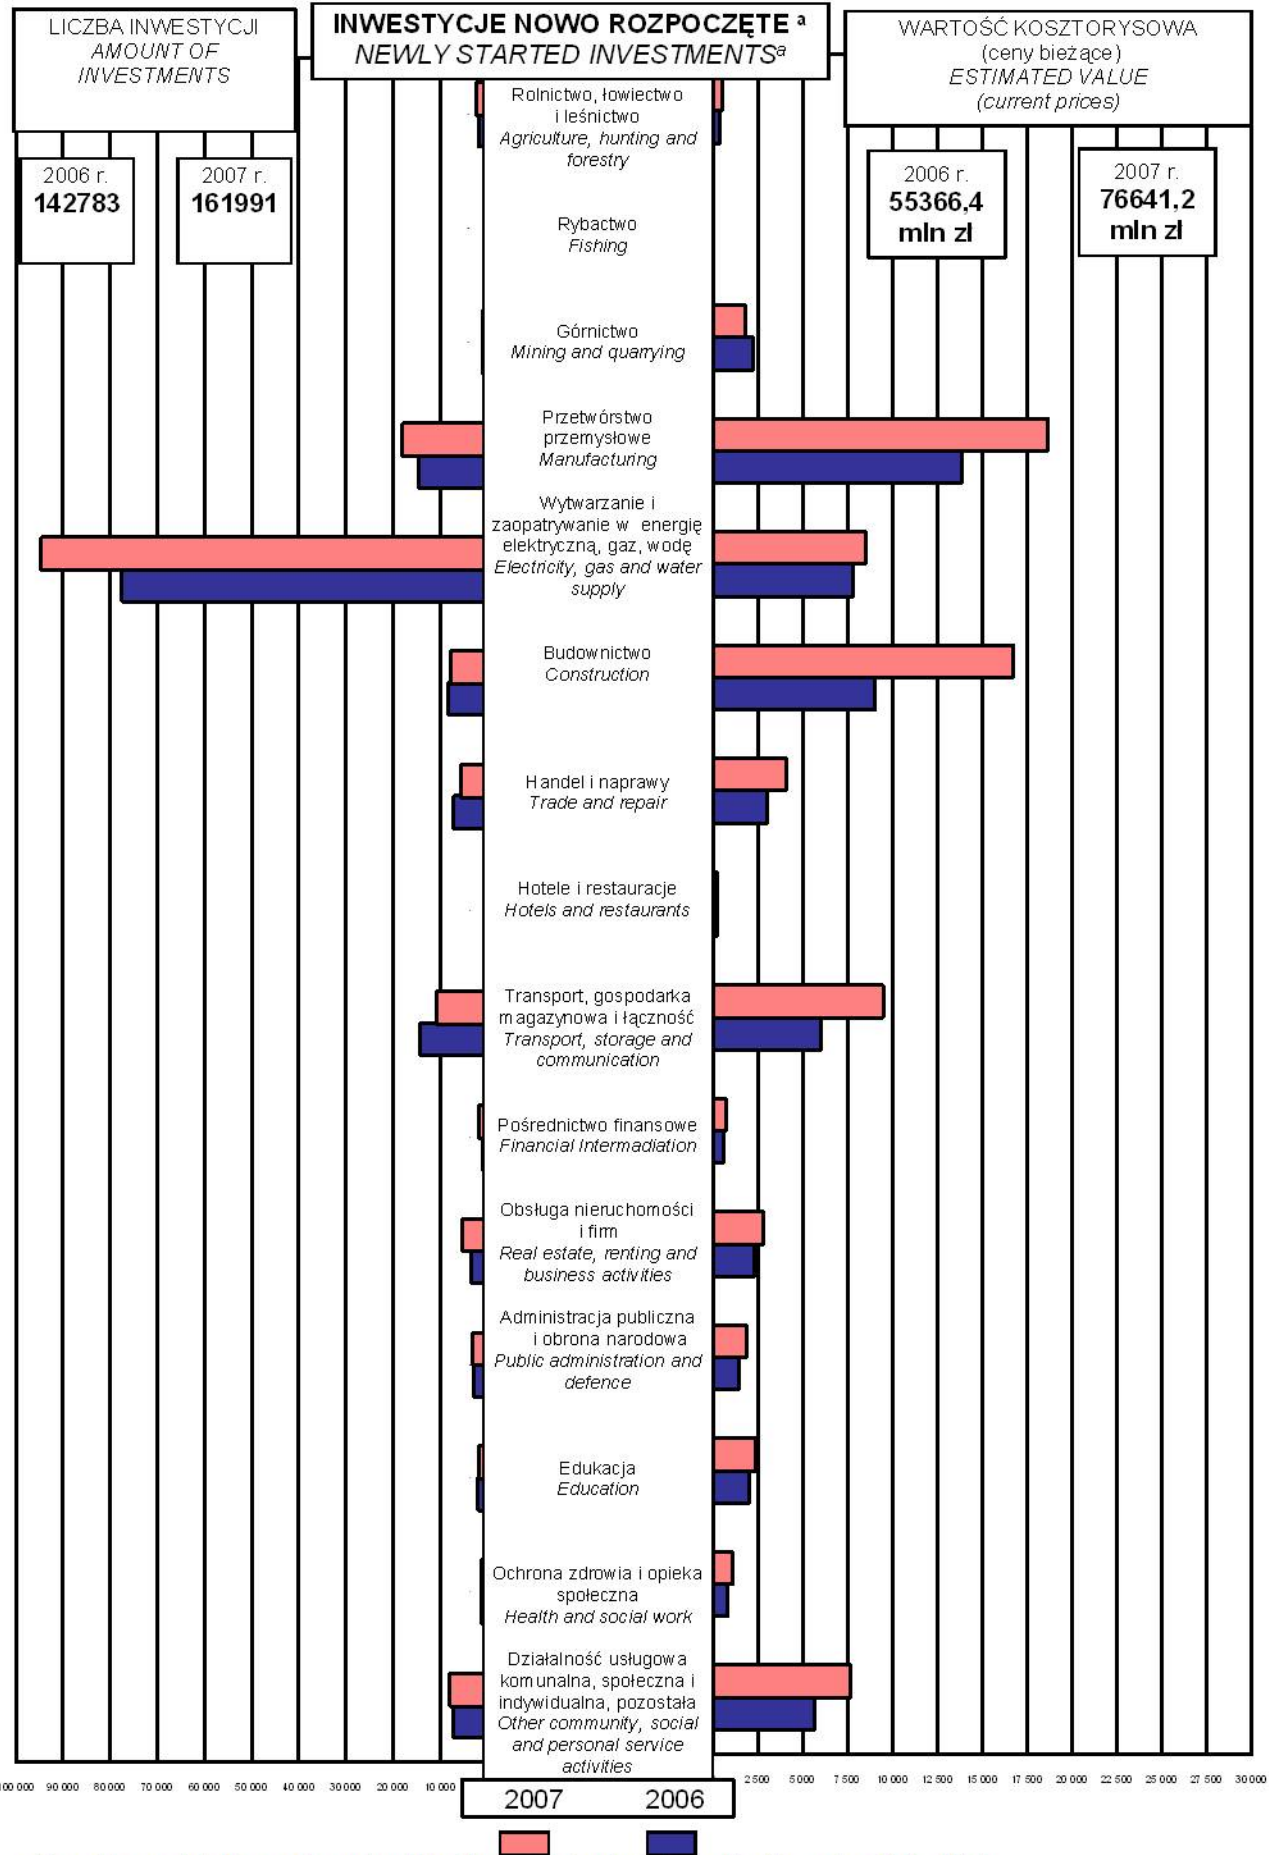 LICZBA INWESTYCJI
AMOUNT OF
INVESTMENTS
INWESTYCJE NOWO ROZPOCZĘTE a
NEWLY STARTED INVESTMENTSa
WARTOŚĆ KOSZTORYSOWA
(ceny bieżące)
ESTIMATED VALUE
(current prices)
2006 r.
142783
2007 r.
161991
2006 r.
55366,4
mln zł
2007 r.
76641,2
mln zł
Rolnictwo, łowiectwo
i leśnictwo
Agriculture, hunting and
forestry
Rybactwo
Fishing
Górnictwo
Mining and quarrying
Przetwórstwo
przemysłowe
Manufacturing
Wytwarzanie i
zaopatrywanie w energię
elektryczną, gaz, wodę
Electricity, gas and water
supply
Budownictwo
Construction
Handel i naprawy
Trade and repair
Hotele i restauracje
Hotels and restaurants
Transport, gospodarka
magazynowa i łączność
Transport, storage and
communication
Pośrednictwo finansowe
Financial Intermadiation
Obsługa nieruchomości
i firm
Real estate, renting and
business activities
Administracja publiczna
i obrona narodowa
Public administration and
defence
Edukacja
Education
Ochrona zdrowia i opieka
społeczna
Health and social work
Działalność usługowa
komunalna, społeczna i
indywidualna, pozostała
Other community, social
and personal service
activities
100 000 90 000 80 000 70 000 60 000 50 000 40 000 30 000 20 000 10 000
2 500 5 000 7 500 10 000 12 500 15 000 17 500 20 000 22 500 25 000 27 500 30 000
2007 2006